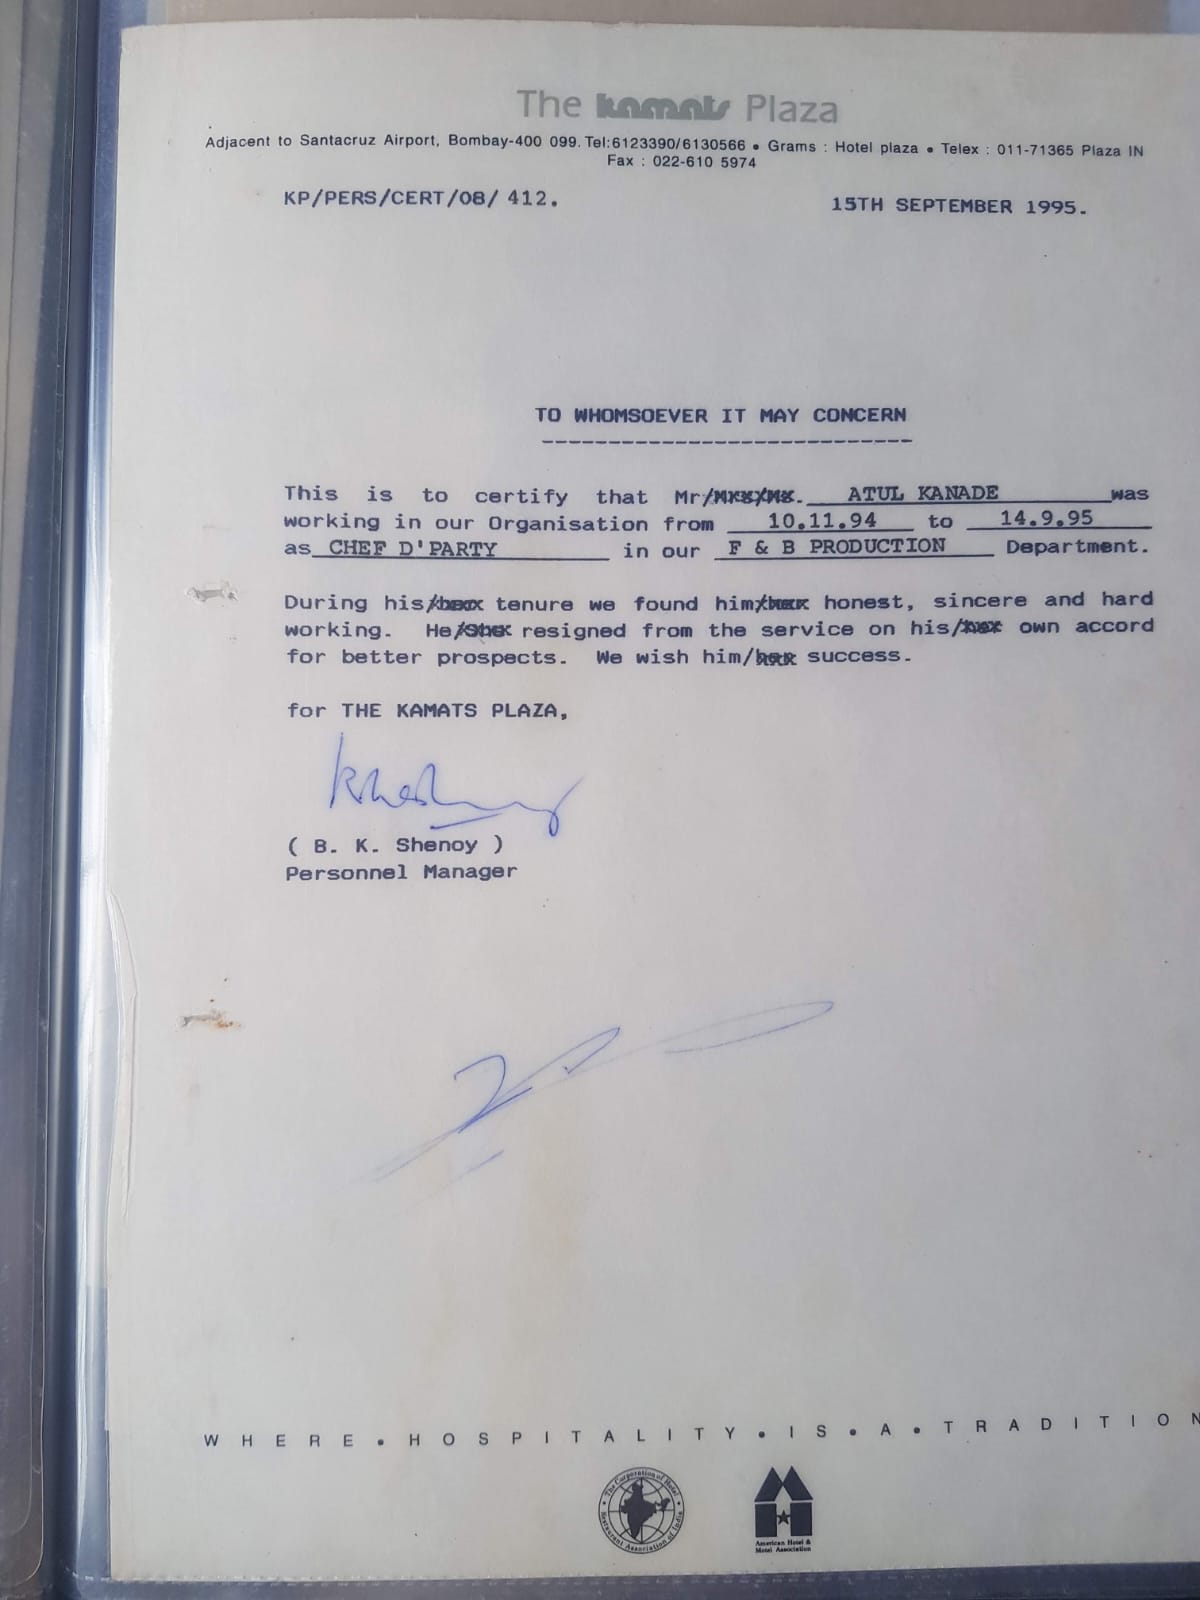 The kamats Plaza
Adjacent to Santacruz Airport, Bombay-400 099. Tel:6123390/6130566 • Grams : Hotel plaza • Telex : 011-71365 Plaza IN
Fax : 022-610 5974
KP/PERS/CERT/08/ 412.
15TH SEPTEMBER 1995.
TO WHOMSOEVER IT MAY CONCERN
This is to certify that Mr/Mrs/Ms. ATUL KANADE was
working in our Organisation from 10.11.94 to 14.9.95
as CHEF D'PARTY in our F & B PRODUCTION Department.
During his/her tenure we found him/her honest, sincere and hard
working. He/She resigned from the service on his/her own accord
for better prospects. We wish him/her success.
for THE KAMATS PLAZA,
( B. K. Shenoy )
Personnel Manager
WHERE • HOSPITALITY • IS • A • TRADITION
The Corporation of Hotel
Restaurant Association of India
American Hotel &
Motel Association